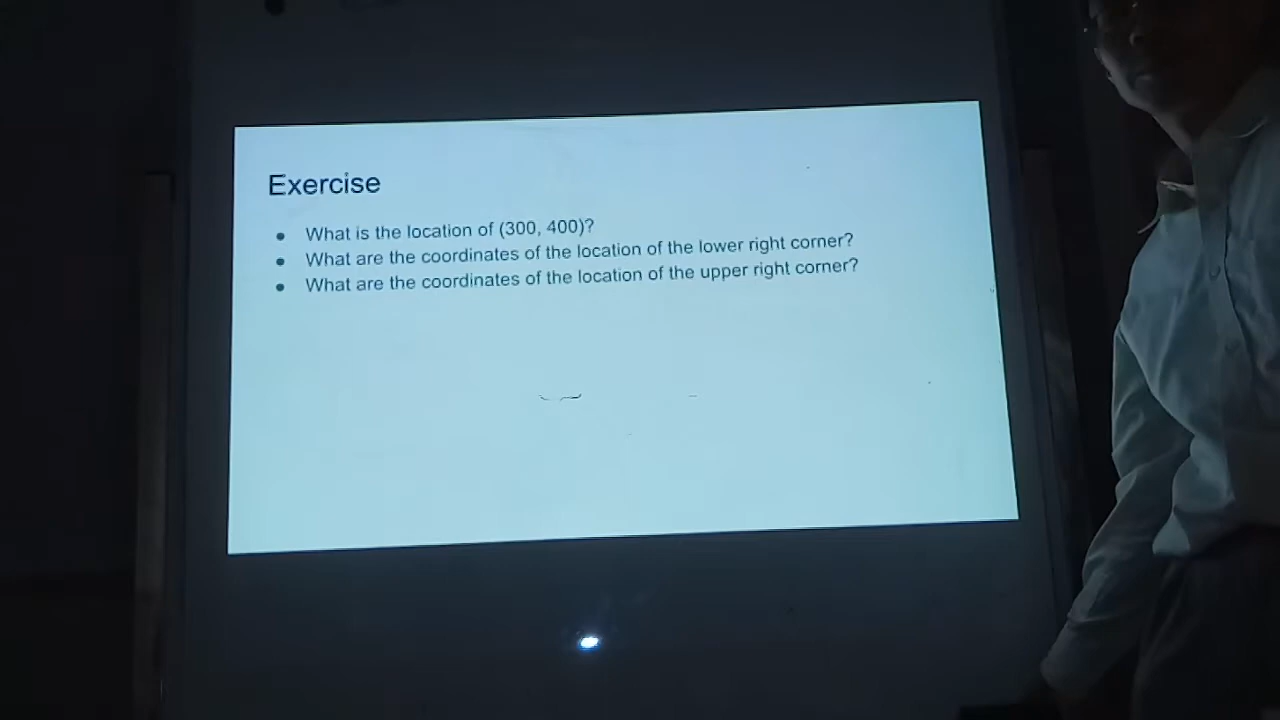 Exercise
● What is the location of (300, 400)?
● What are the coordinates of the location of the lower right corner?
● What are the coordinates of the location of the upper right corner?